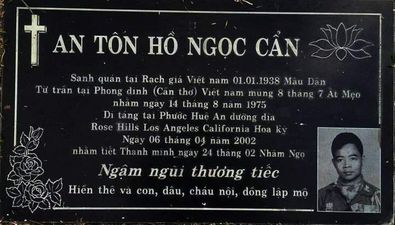 AN TÔN HỒ NGỌC CẨN
Sanh quán tại Rạch giá Việt nam 01.01.1938 Mậu Dần
Từ trần tại Phong dinh (Cần thơ) Việt nam mùng 8 tháng 7 Ất Mẹo
nhằm ngày 14 tháng 8 năm 1975
Di táng tại Phước Huệ An dưỡng địa
Rose Hills Los Angeles California Hoa kỳ
Ngày 06 tháng 04 năm 2002
nhằm tiết Thanh minh ngày 24 tháng 02 Nhâm Ngọ
Ngậm ngùi thương tiếc
Hiền thê và con, dâu, cháu nội, đồng lập mộ